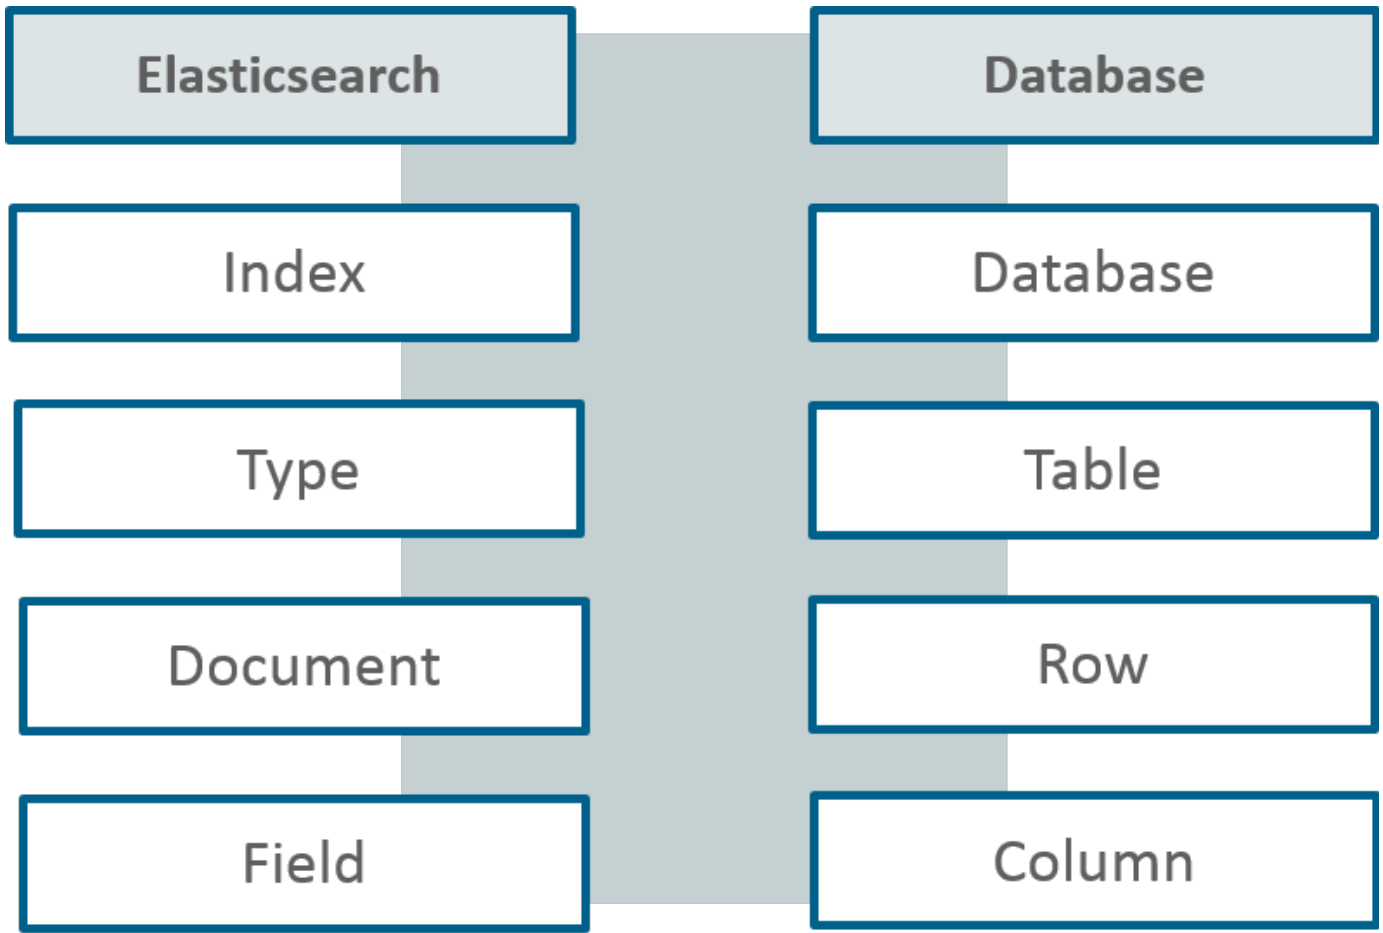 Elasticsearch
Database
Index
Database
Type
Table
Document
Row
Field
Column